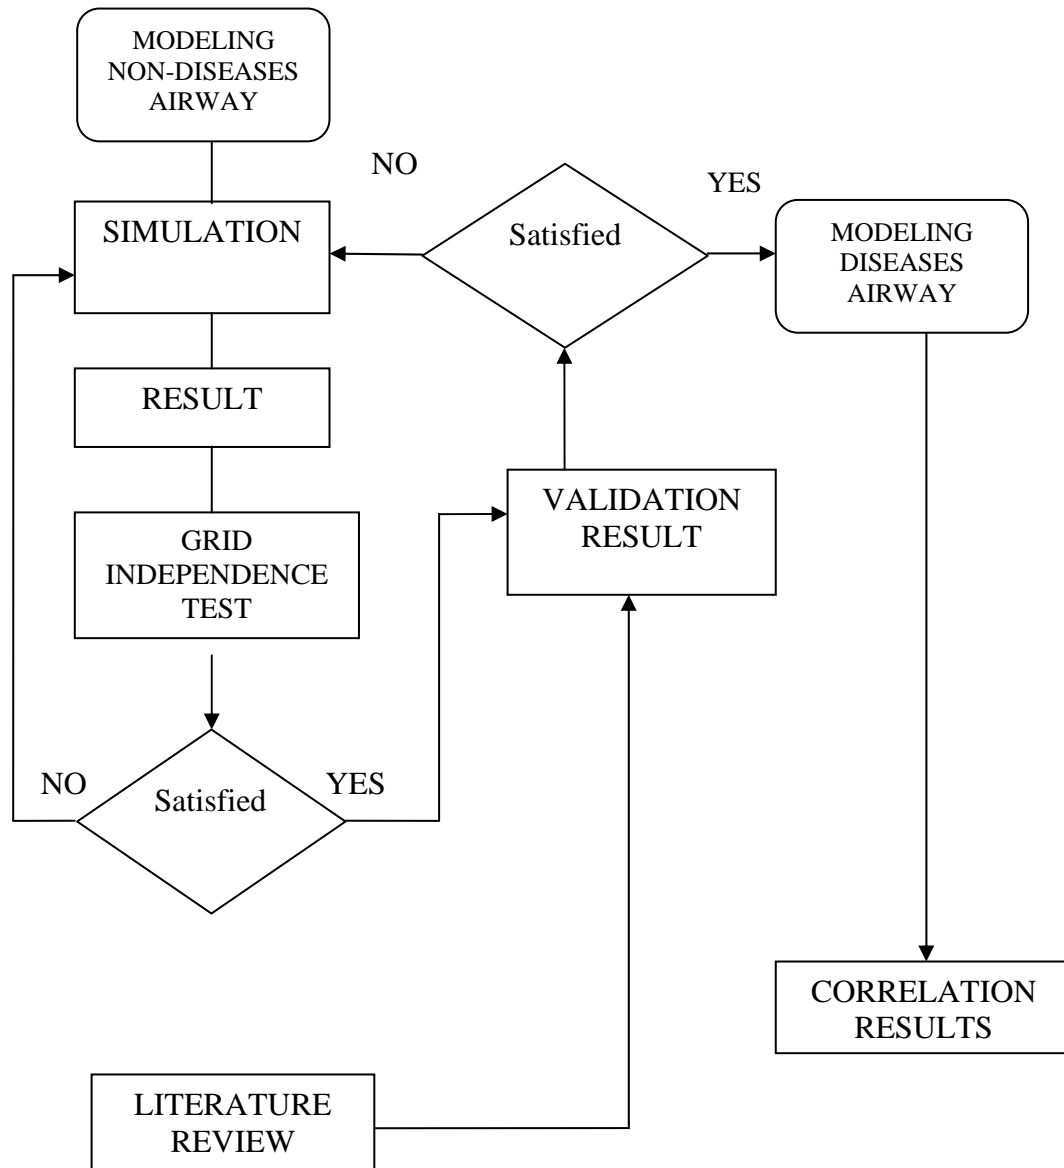 MODELING
NON-DISEASES
AIRWAY
NO
YES
SIMULATION
Satisfied
MODELING
DISEASES
AIRWAY
RESULT
VALIDATION
RESULT
GRID
INDEPENDENCE
TEST
NO
YES
Satisfied
CORRELATION
RESULTS
LITERATURE
REVIEW